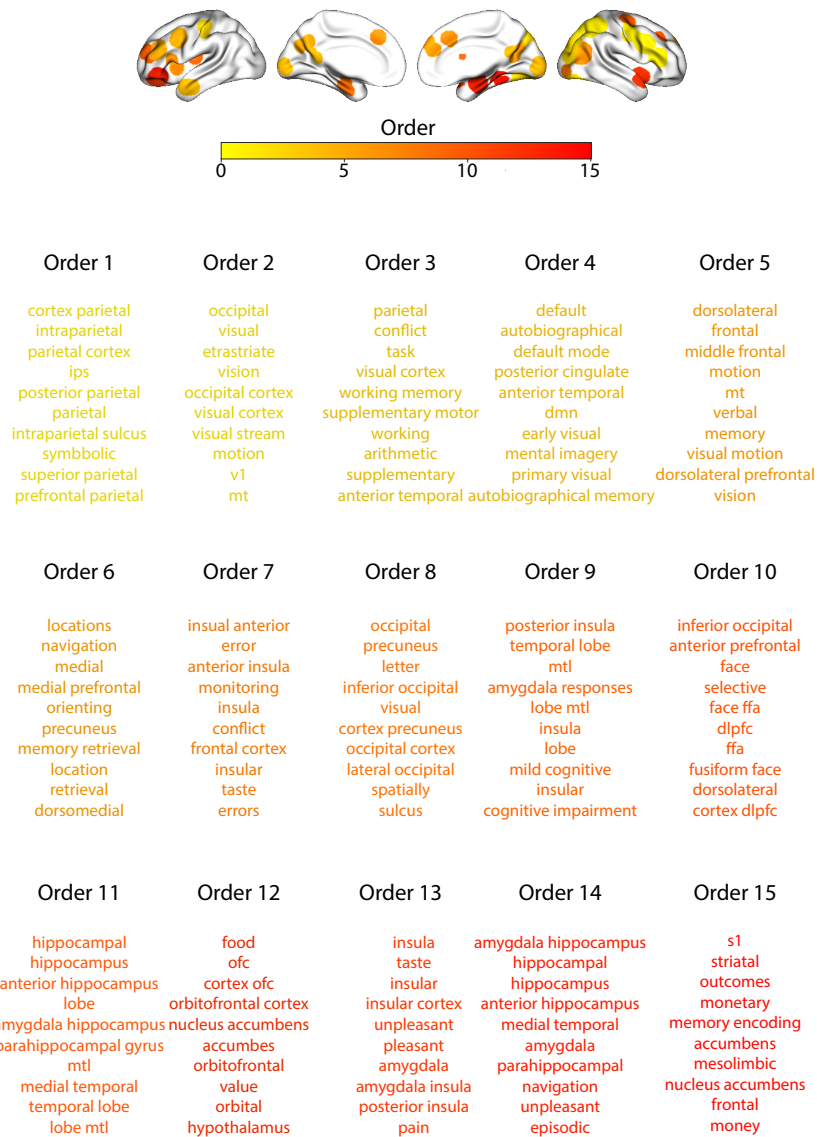 Order
0 5 10 15
Order 1 Order 2 Order 3 Order 4 Order 5
cortex parietal occipital parietal default dorsolateral
intraparietal visual conflict autobiographical frontal
parietal cortex etrastriate task default mode middle frontal
ips vision visual cortex posterior cingulate motion
posterior parietal occipital cortex working memory anterior temporal mt
parietal visual cortex supplementary motor dmn verbal
intraparietal sulcus visual stream working early visual memory
symbbolic motion arithmetic mental imagery visual motion
superior parietal v1 supplementary primary visual dorsolateral prefrontal
prefrontal parietal mt anterior temporal autobiographical memory vision
Order 6 Order 7 Order 8 Order 9 Order 10
locations insual anterior occipital posterior insula inferior occipital
navigation error precuneus temporal lobe anterior prefrontal
medial anterior insula letter mtl face
medial prefrontal monitoring inferior occipital amygdala responses selective
orienting insula visual lobe mtl face ffa
precuneus conflict cortex precuneus insula dlpfc
memory retrieval frontal cortex occipital cortex lobe ffa
location insular lateral occipital mild cognitive fusiform face
retrieval taste spatially insular dorsolateral
dorsomedial errors sulcus cognitive impairment cortex dlpfc
Order 11 Order 12 Order 13 Order 14 Order 15
hippocampal food insula amygdala hippocampus s1
hippocampus ofc taste hippocampal striatal
anterior hippocampus cortex ofc insular hippocampus outcomes
lobe orbitofrontal cortex insular cortex anterior hippocampus monetary
amygdala hippocampus nucleus accumbens unpleasant medial temporal memory encoding
parahippocampal gyrus accumbes pleasant amygdala accumbens
mtl orbitofrontal amygdala parahippocampal mesolimbic
medial temporal value amygdala insula navigation nucleus accumbens
temporal lobe orbital posterior insula unpleasant frontal
lobe mtl hypothalamus pain episodic money